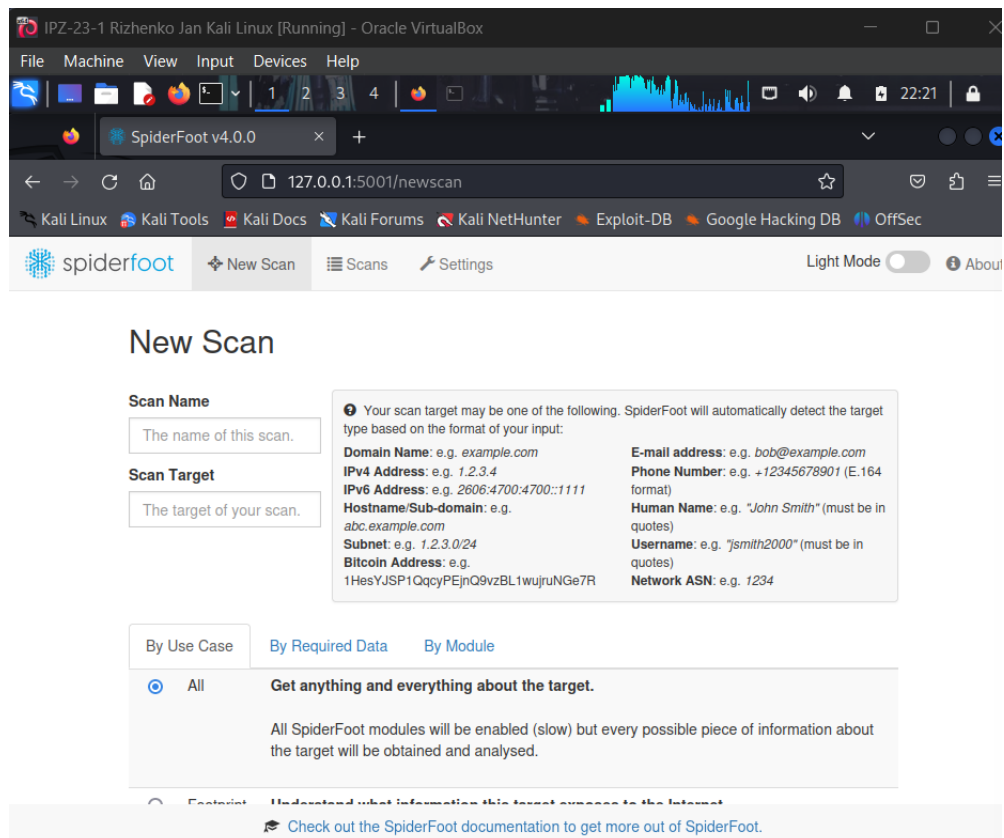 IPZ-23-1 Rizhenko Jan Kali Linux [Running] - Oracle VirtualBox
File Machine View Input Devices Help
1 2 3 4 22:21
SpiderFoot v4.0.0
127.0.0.1:5001/newscan
Kali Linux Kali Tools Kali Docs Kali Forums Kali NetHunter Exploit-DB Google Hacking DB OffSec
spiderfoot New Scan Scans Settings Light Mode About
New Scan
Scan Name
The name of this scan.
Scan Target
The target of your scan.
Your scan target may be one of the following. SpiderFoot will automatically detect the target
type based on the format of your input:
Domain Name: e.g. example.com
IPv4 Address: e.g. 1.2.3.4
IPv6 Address: e.g. 2606:4700:4700::1111
Hostname/Sub-domain: e.g.
abc.example.com
Subnet: e.g. 1.2.3.0/24
Bitcoin Address: e.g.
1HesYJSP1QqcyPEjnQ9vzBL1wujruNGe7R
E-mail address: e.g. bob@example.com
Phone Number: e.g. +12345678901 (E.164
format)
Human Name: e.g. "John Smith" (must be in
quotes)
Username: e.g. "jsmith2000" (must be in
quotes)
Network ASN: e.g. 1234
By Use Case By Required Data By Module
All Get anything and everything about the target.
All SpiderFoot modules will be enabled (slow) but every possible piece of information about
the target will be obtained and analysed.
Footprint Understand what information this target exposes to the Internet.
Check out the SpiderFoot documentation to get more out of SpiderFoot.